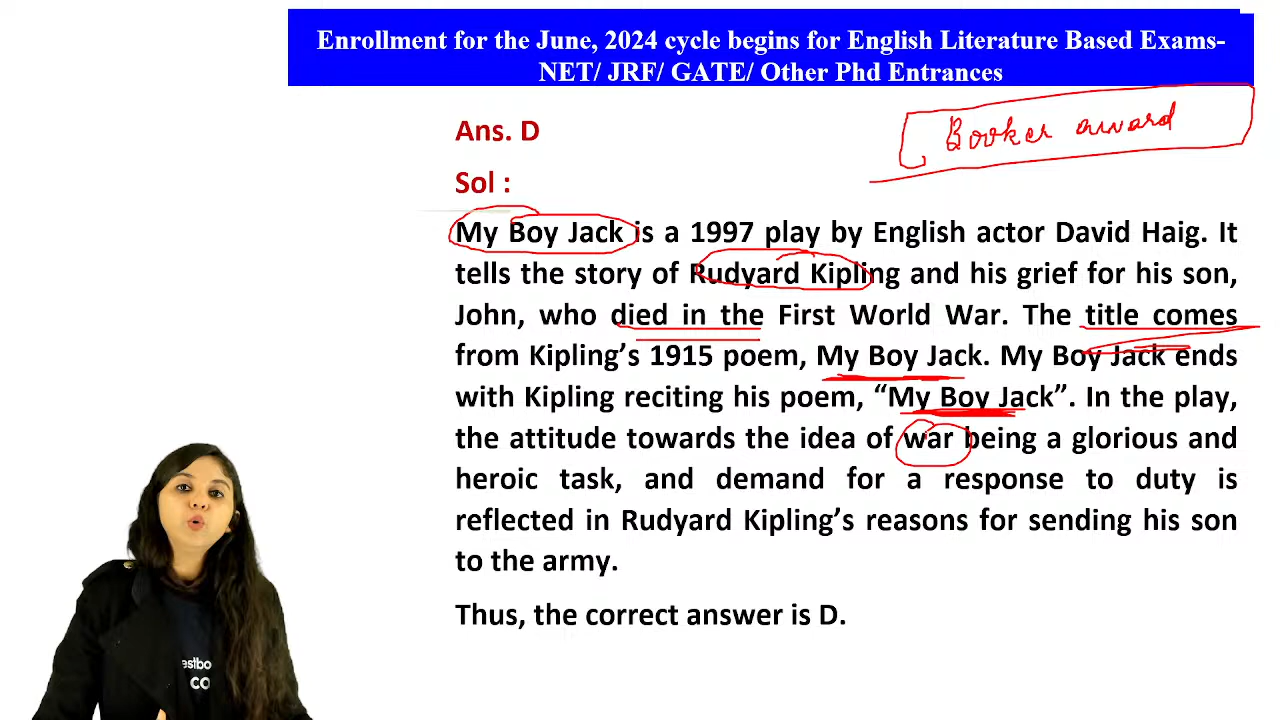 Enrollment for the June, 2024 cycle begins for English Literature Based Exams-
NET/ JRF/ GATE/ Other Phd Entrances
Booker award
Ans. D
Sol :
My Boy Jack is a 1997 play by English actor David Haig. It
tells the story of Rudyard Kipling and his grief for his son,
John, who died in the First World War. The title comes
from Kipling’s 1915 poem, My Boy Jack. My Boy Jack ends
with Kipling reciting his poem, “My Boy Jack”. In the play,
the attitude towards the idea of war being a glorious and
heroic task, and demand for a response to duty is
reflected in Rudyard Kipling’s reasons for sending his son
to the army.
Thus, the correct answer is D.
estbo
co